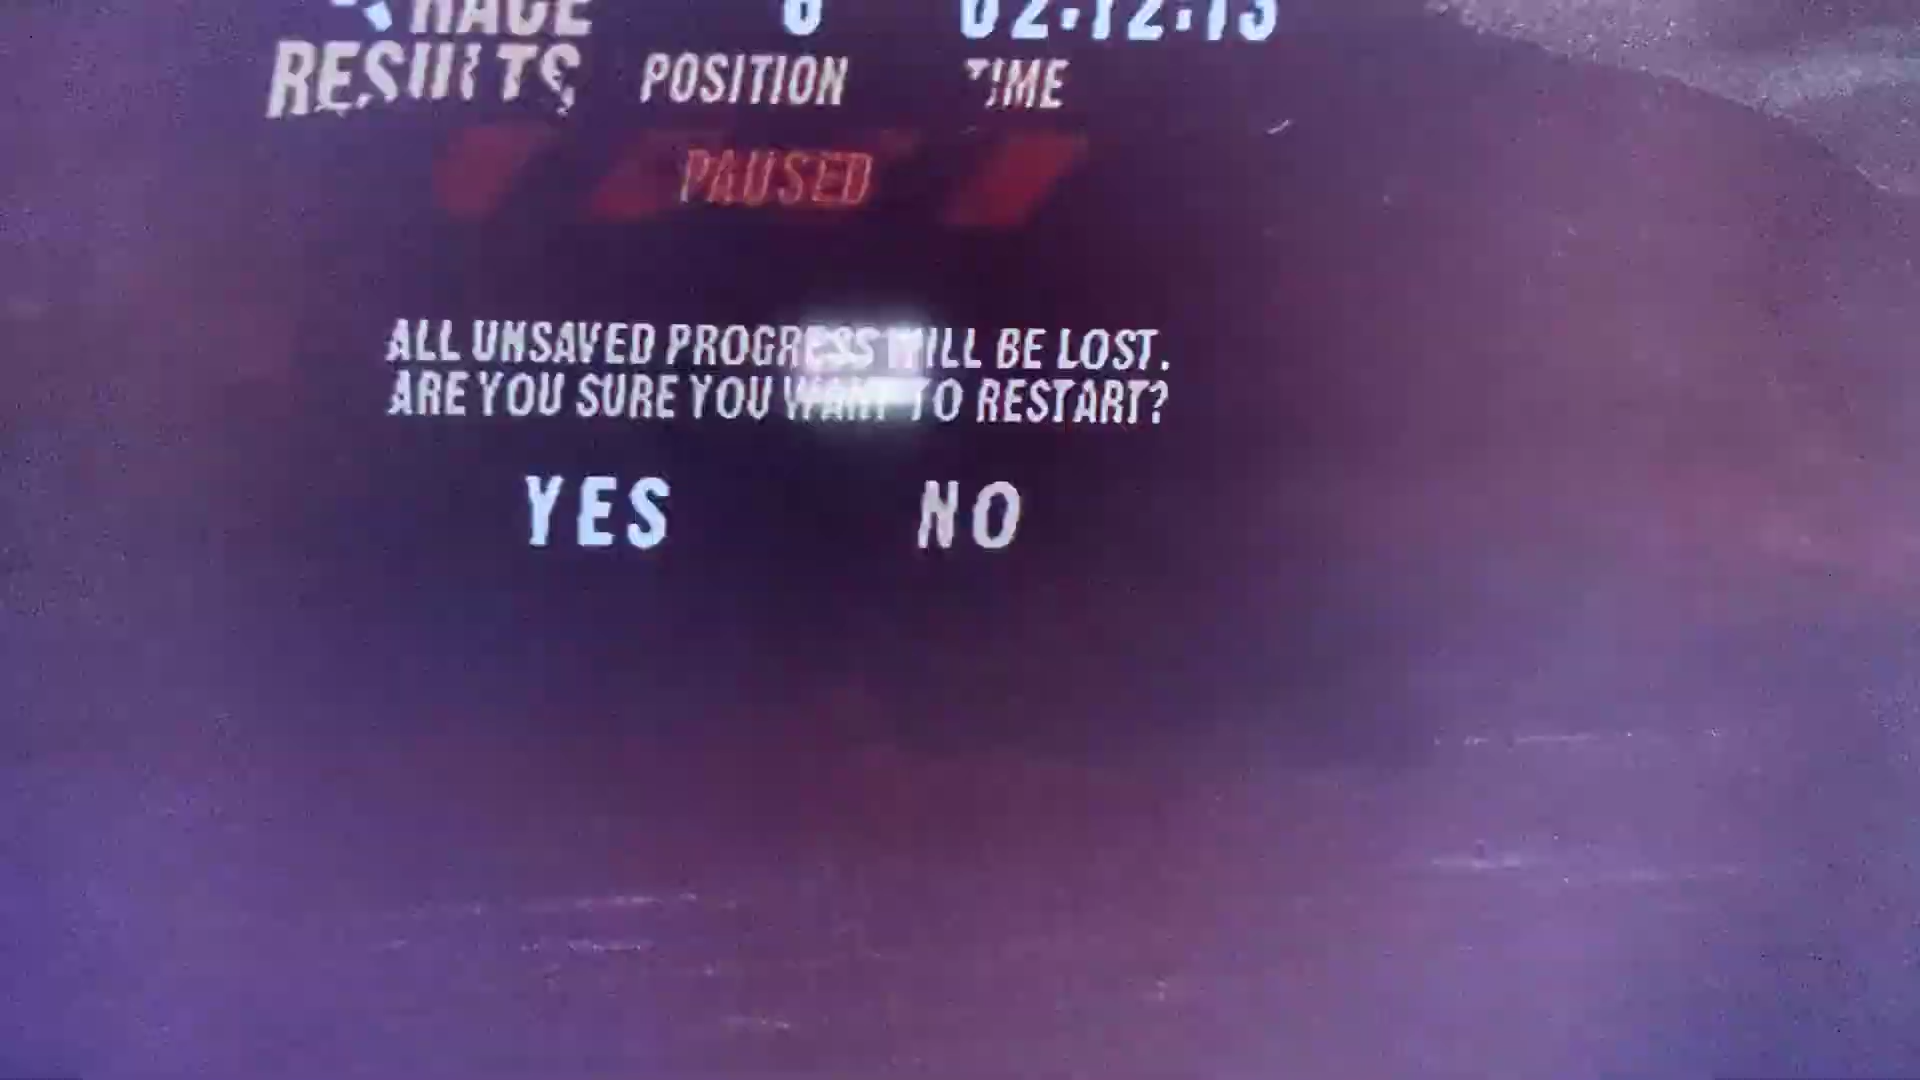 RACE
RESULTS
POSITION
TIME
PAUSED
ALL UNSAVED PROGRESS WILL BE LOST.
ARE YOU SURE YOU WANT TO RESTART?
YES NO